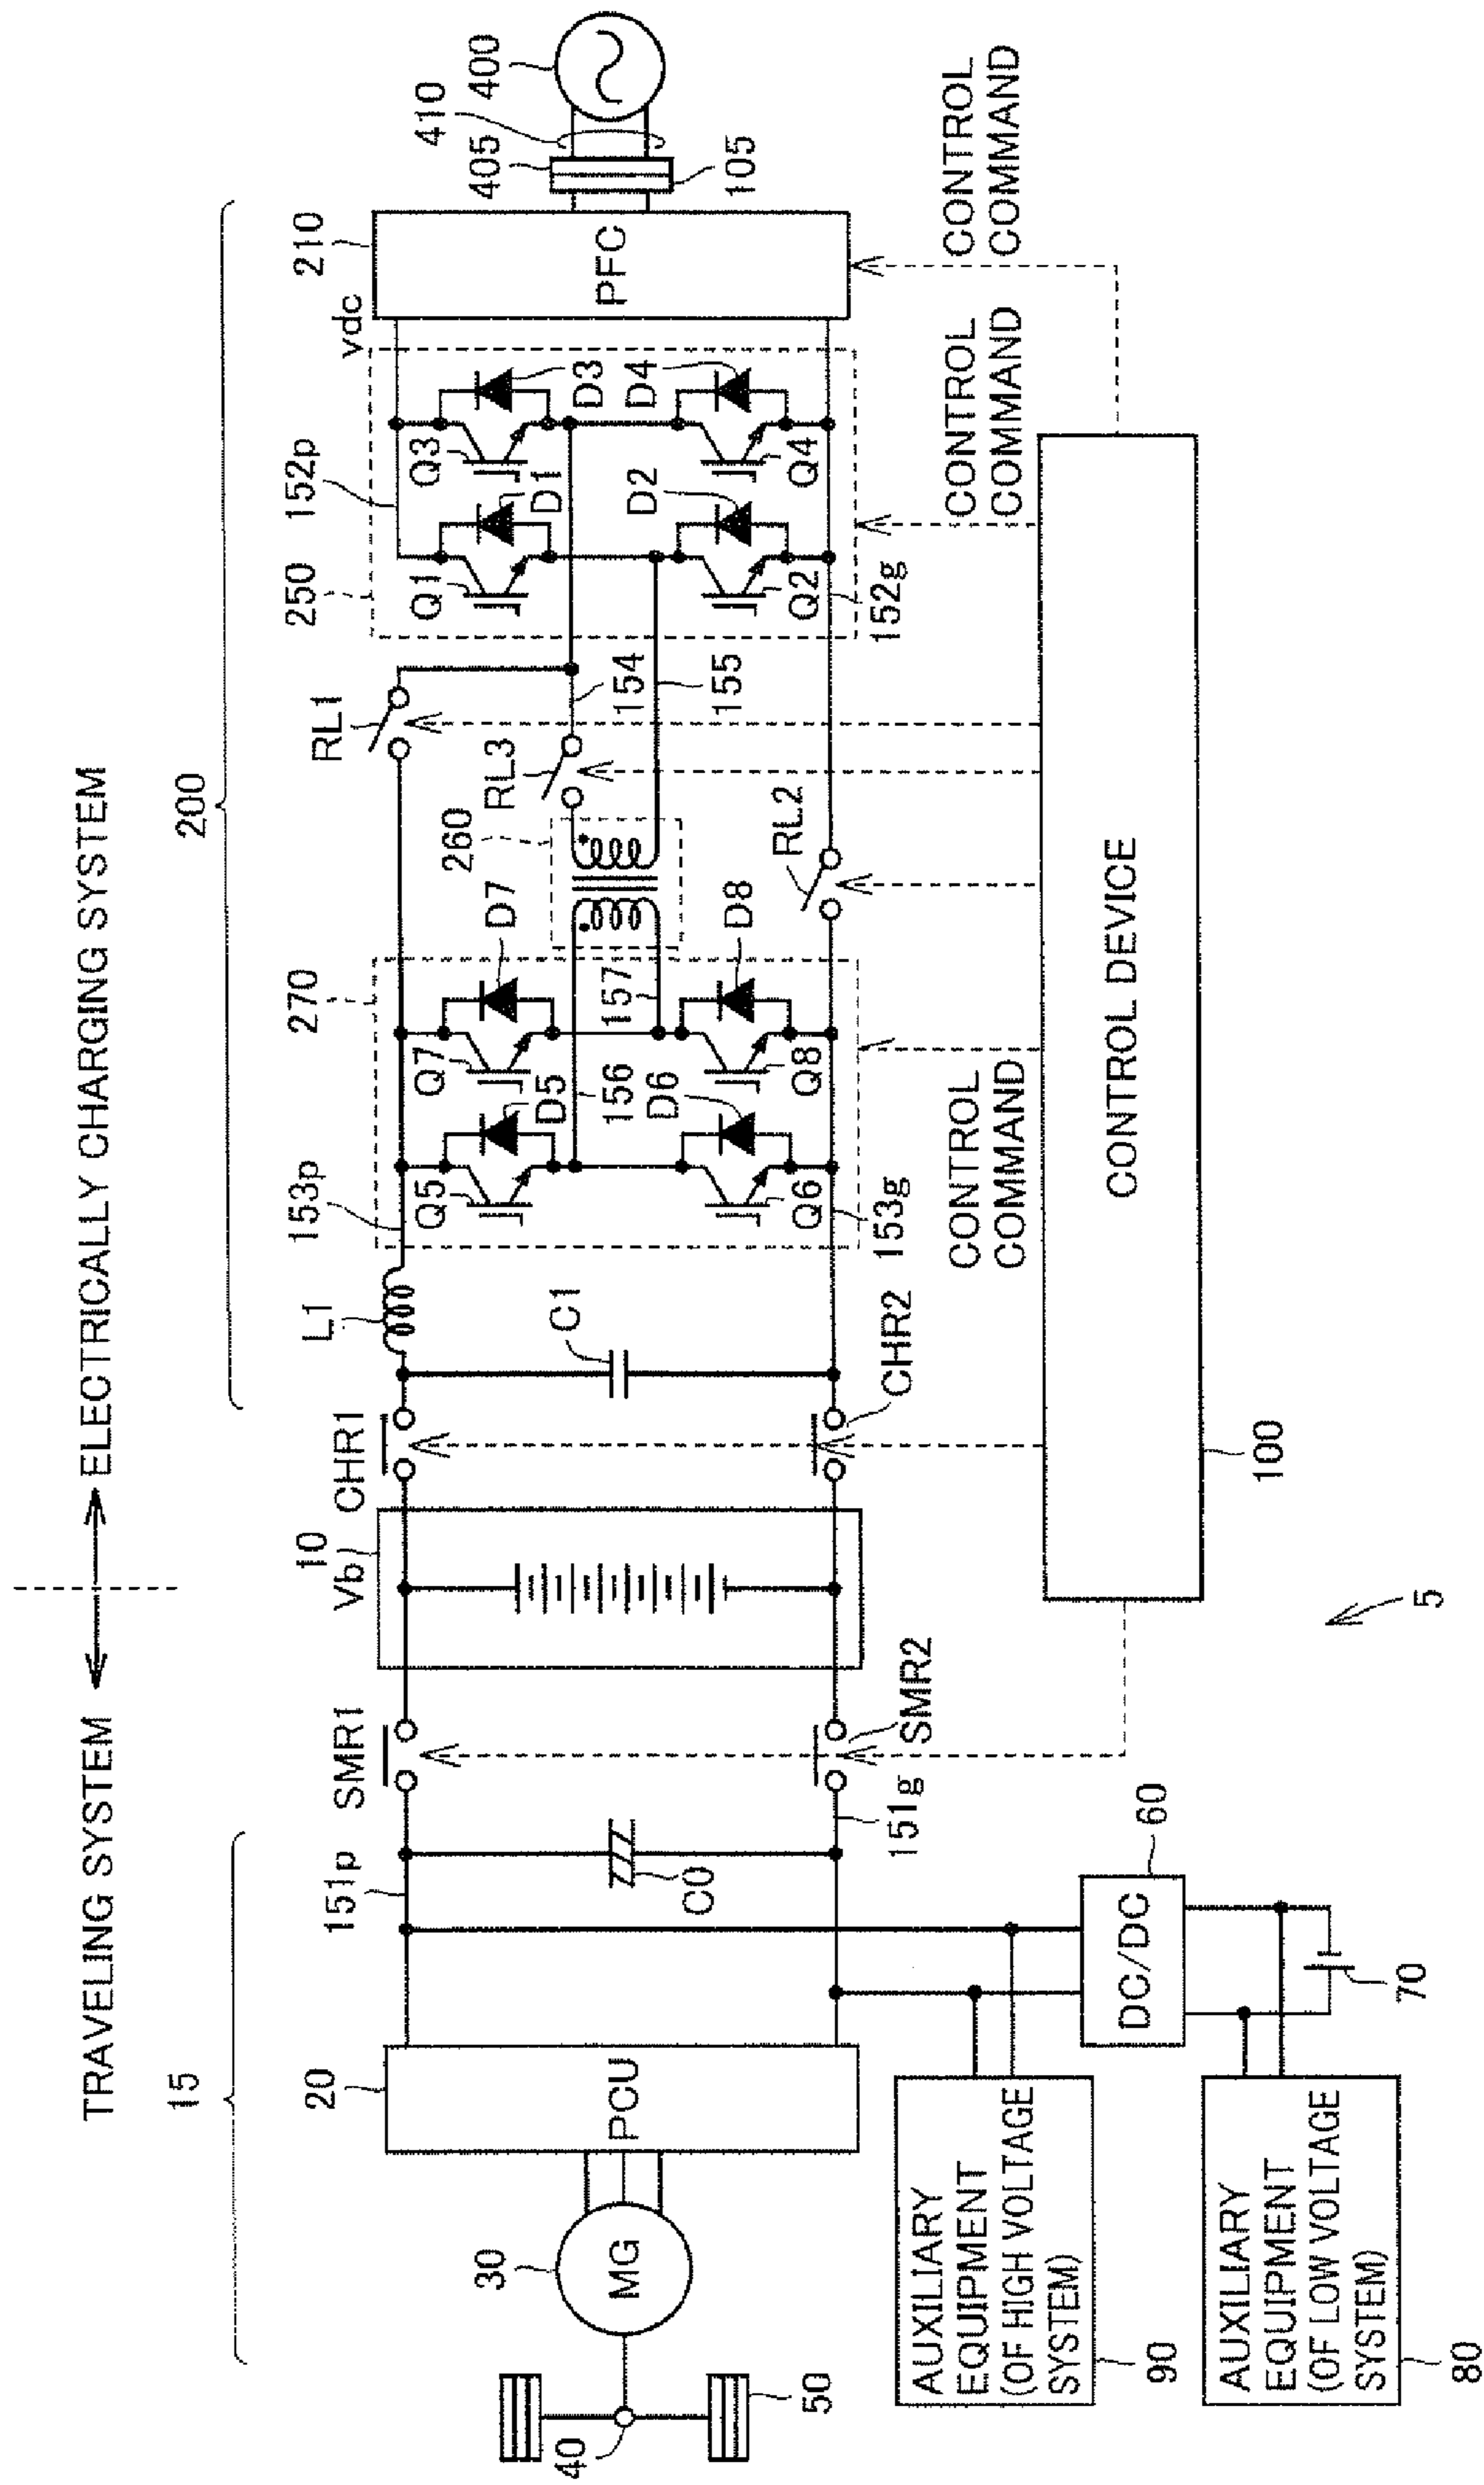 TRAVELING SYSTEM
ELECTRICALLY CHARGING SYSTEM
15
200
20
151p
SMR1
10
Vb
CHR1
L1
153p
270
RL1
250
152p
vdc
210
30
MG
PCU
40
50
C0
C1
Q5
D5
Q7
D7
156
157
Q6
D6
Q8
D8
260
RL3
154
155
RL2
Q1
D1
Q3
D3
Q2
D2
Q4
D4
PFC
405
410
400
105
151g
SMR2
CHR2
153g
152g
CONTROL
COMMAND
CONTROL
COMMAND
CONTROL
COMMAND
AUXILIARY
EQUIPMENT
(OF HIGH VOLTAGE
SYSTEM)
90
DC/DC
60
CONTROL DEVICE
100
AUXILIARY
EQUIPMENT
(OF LOW VOLTAGE
SYSTEM)
80
70
5